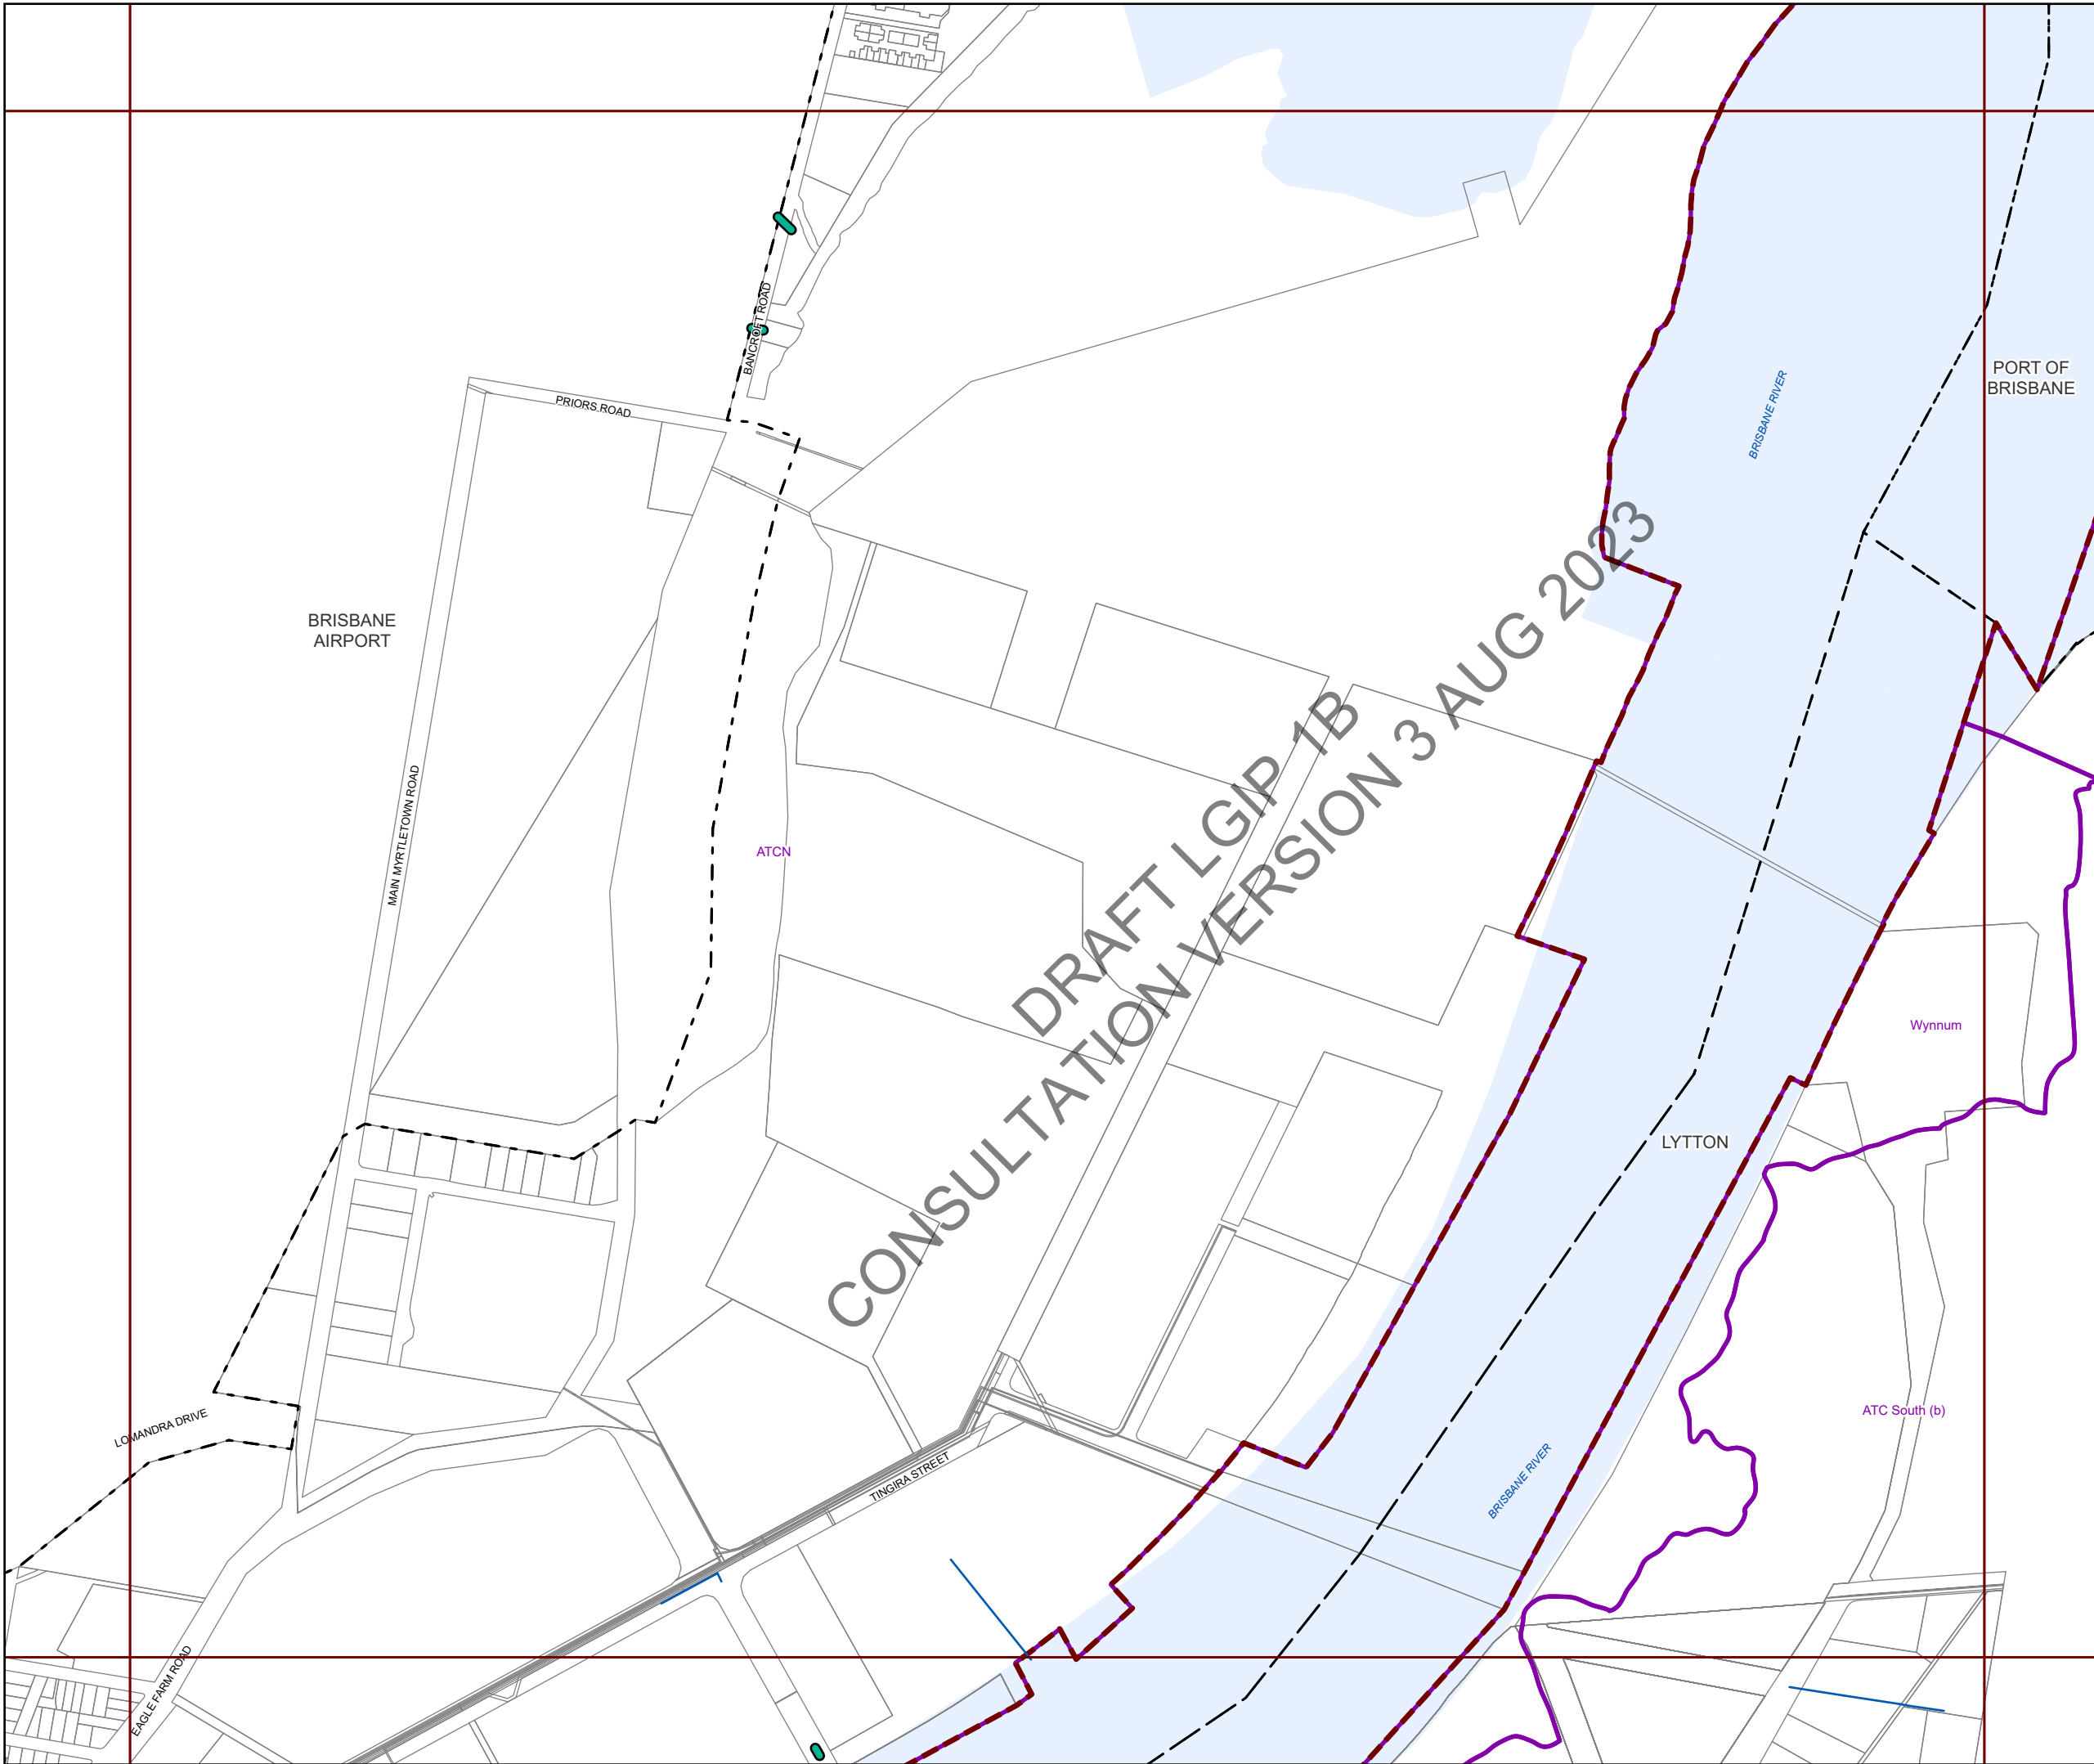 BANCROFT ROAD
PRIORS ROAD
PORT OF
BRISBANE
BRISBANE RIVER
BRISBANE
AIRPORT
MAIN MYRTLETOWN ROAD
ATCN
DRAFT LGIP 1B
CONSULTATION VERSION 3 AUG 2023
Wynnum
LYTTON
ATC South (b)
LOMANDRA DRIVE
TINGIRA STREET
BRISBANE RIVER
EAGLE FARM ROAD